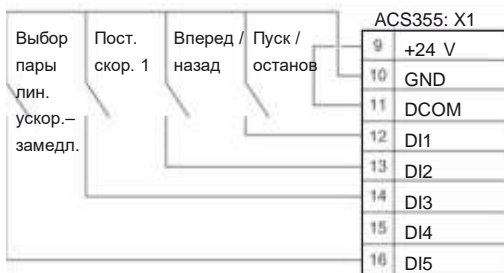 ACS355: X1
Выбор
пары
лин.
ускор.–
замедл.
Пост.
скор. 1
Вперед /
назад
Пуск /
останов
9 +24 V
10 GND
11 DCOM
12 DI1
13 DI2
14 DI3
15 DI4
16 DI5